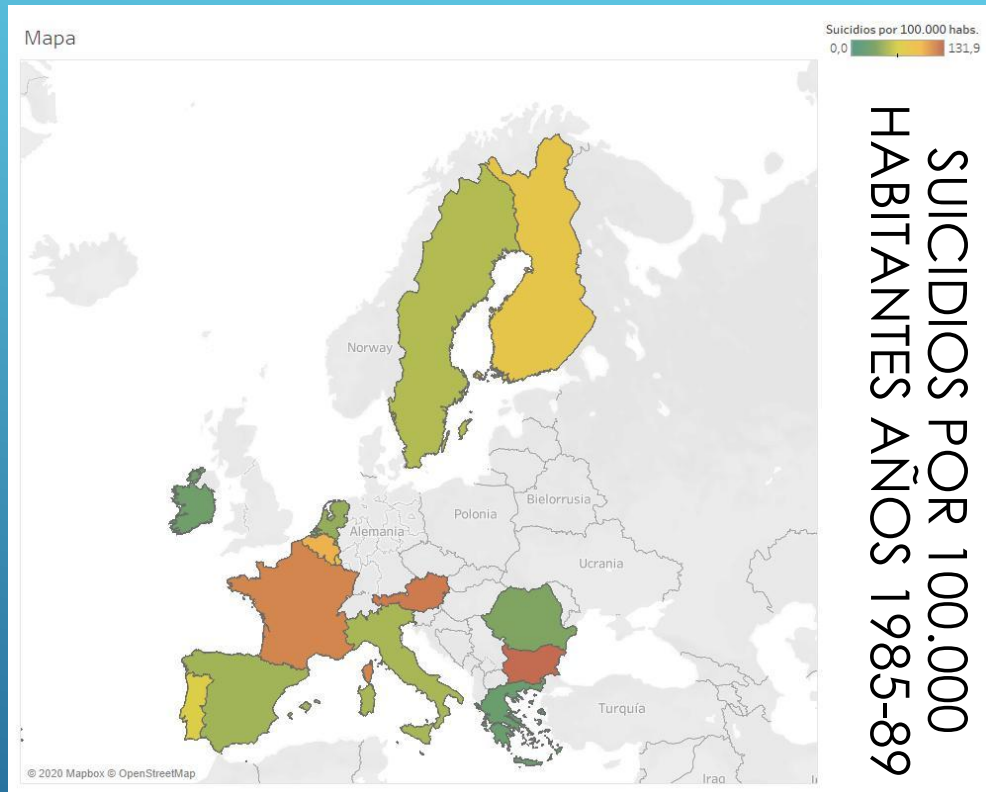 Mapa
Suicidios por 100.000 habs.
0,0 131,9
SUICIDIOS POR 100.000
HABITANTES AÑOS 1985-89
Norway
Bielorrusia
Polonia
Alemania
Ucrania
Turquía
Iraq
© 2020 Mapbox © OpenStreetMap